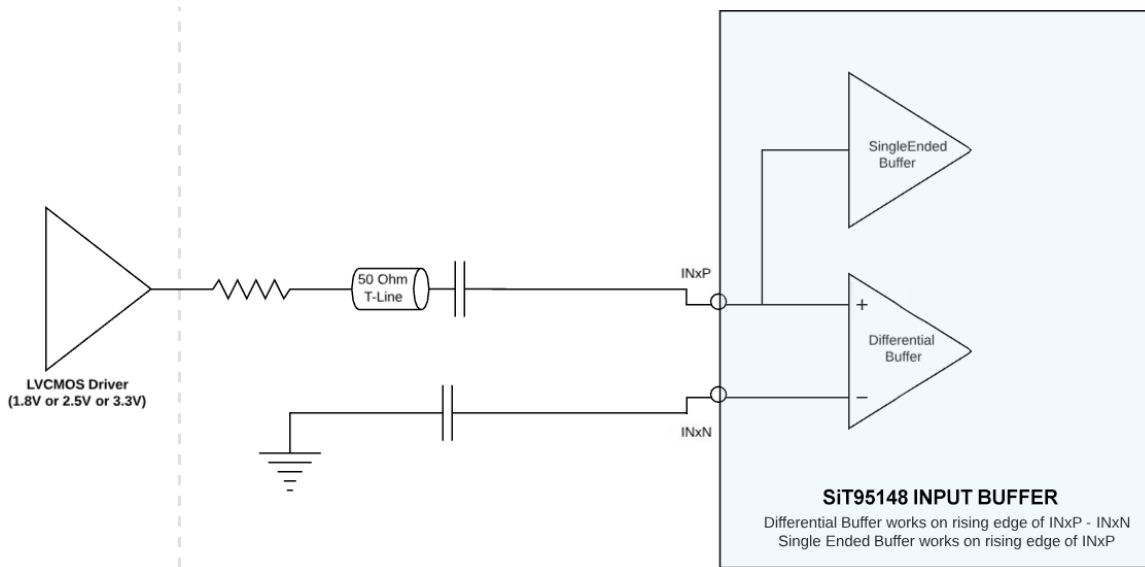 SingleEnded
Buffer
INxP
50 Ohm
T-Line
+
Differential
Buffer
−
LVCMOS Driver
(1.8V or 2.5V or 3.3V)
INxN
SiT95148 INPUT BUFFER
Differential Buffer works on rising edge of INxP - INxN
Single Ended Buffer works on rising edge of INxP